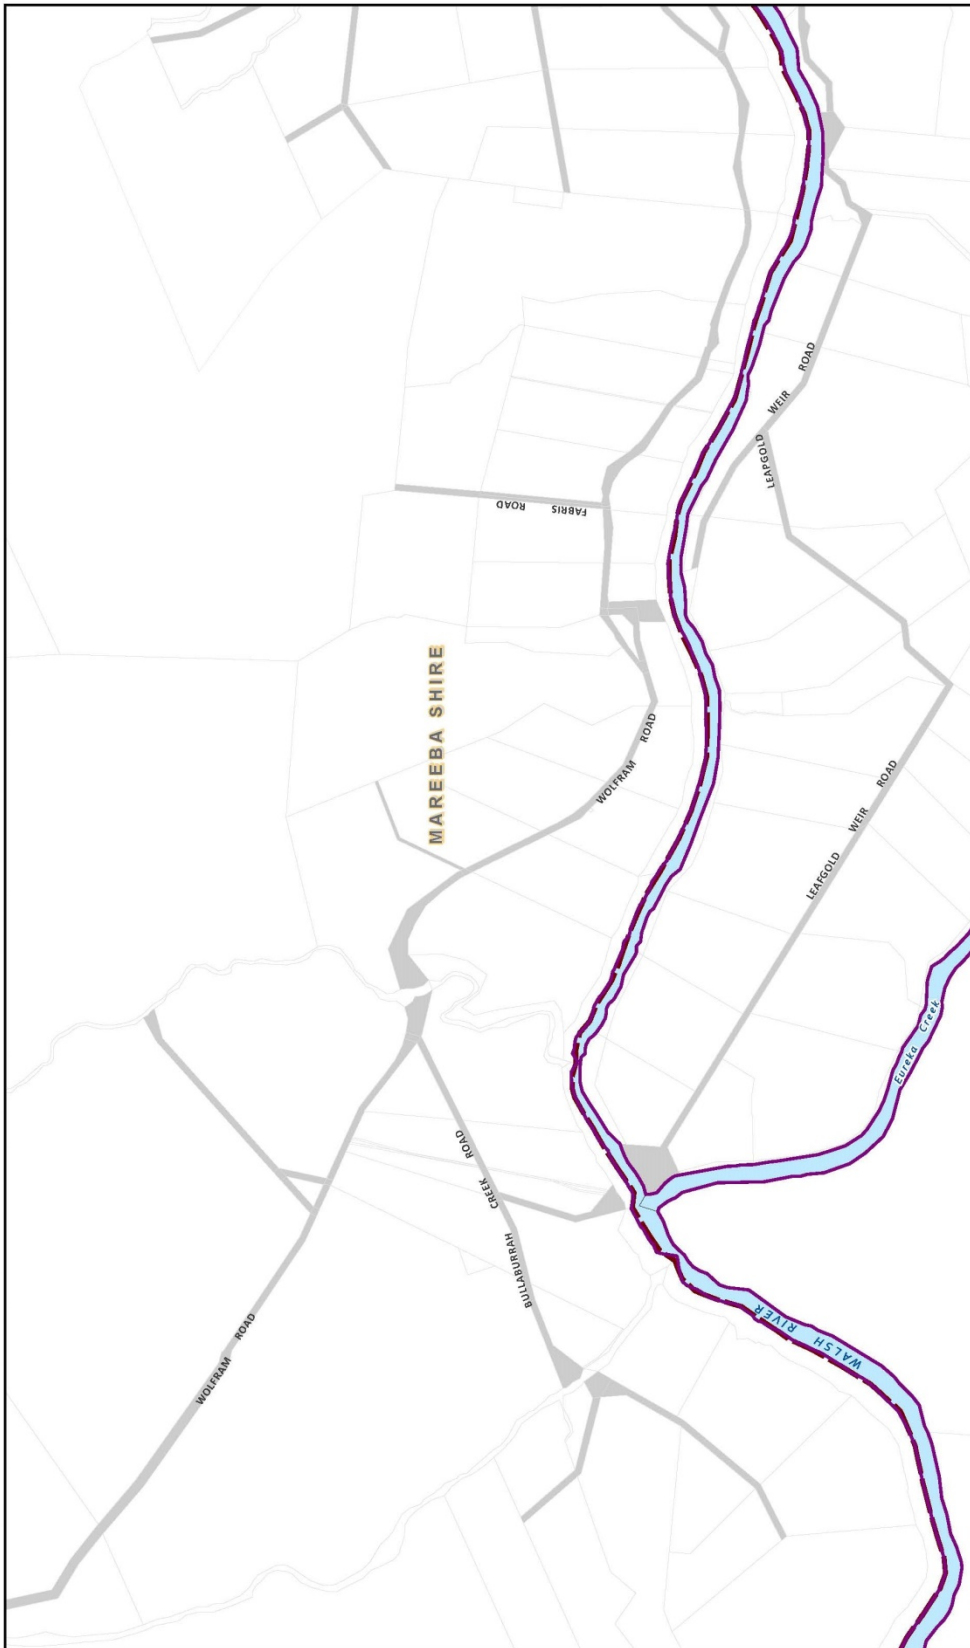 WEIR ROAD
LEAFGOLD
FABRIS ROAD
MAREEBA SHIRE
WOLFRAM ROAD
LEAFGOLD WEIR ROAD
Eureka Creek
BULLABURRAH CREEK ROAD
WALSH RIVER
WOLFRAM ROAD